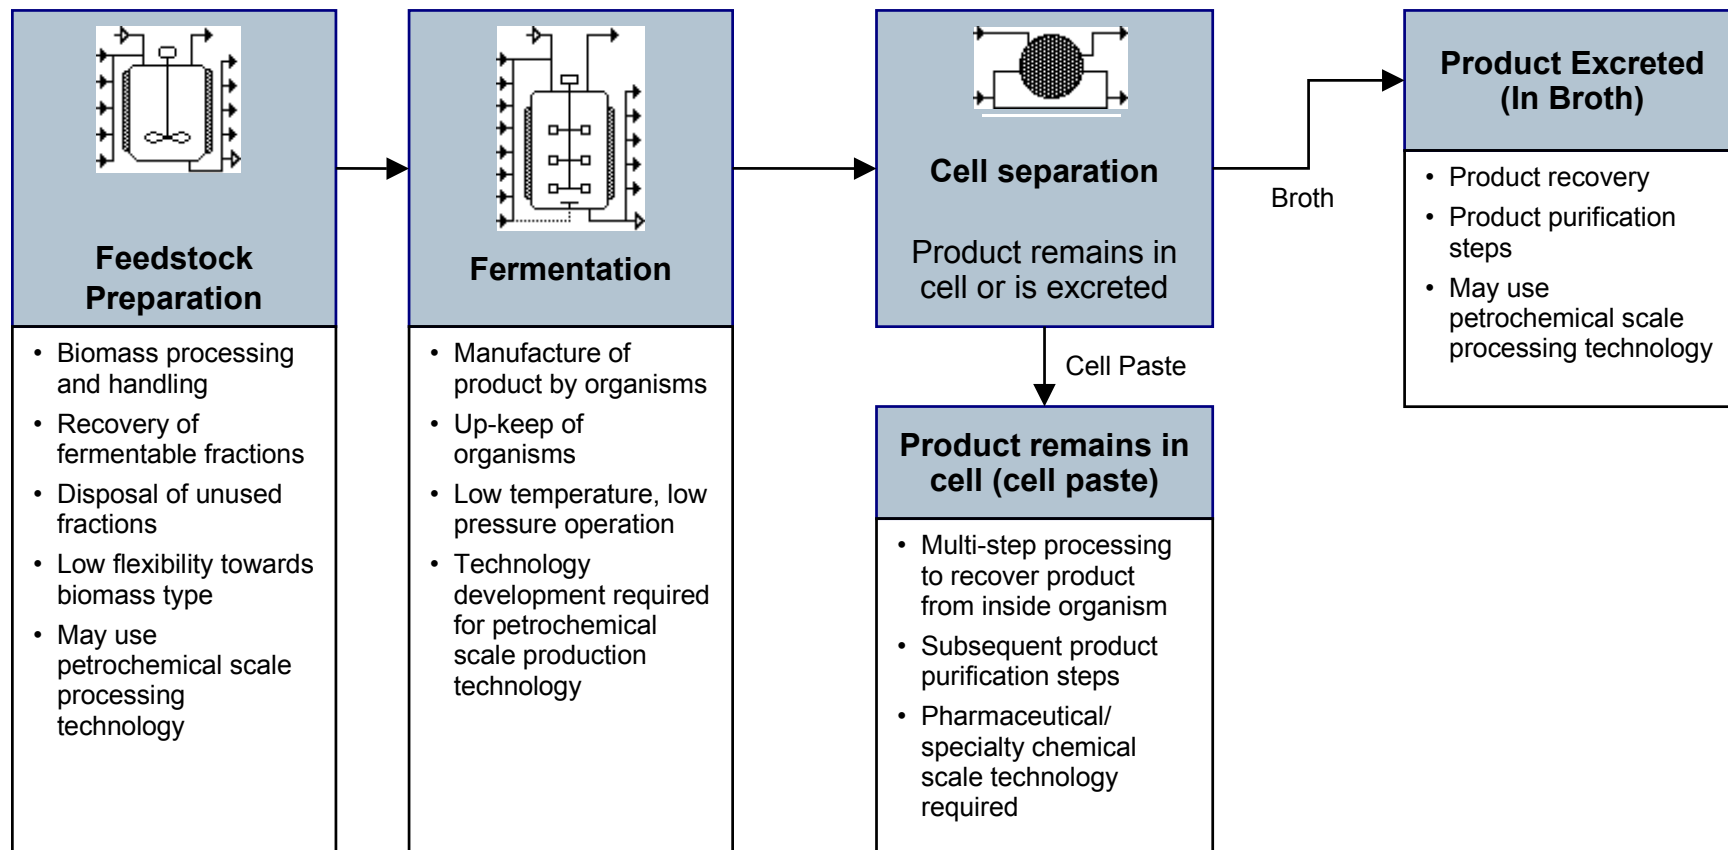 Feedstock
Preparation
• Biomass processing
and handling
• Recovery of
fermentable fractions
• Disposal of unused
fractions
• Low flexibility towards
biomass type
• May use
petrochemical scale
processing
technology
Fermentation
• Manufacture of
product by organisms
• Up-keep of
organisms
• Low temperature, low
pressure operation
• Technology
development required
for petrochemical
scale production
technology
Cell separation
Product remains in
cell or is excreted
Broth
Cell Paste
Product remains in
cell (cell paste)
• Multi-step processing
to recover product
from inside organism
• Subsequent product
purification steps
• Pharmaceutical/
specialty chemical
scale technology
required
Product Excreted
(In Broth)
• Product recovery
• Product purification
steps
• May use
petrochemical scale
processing technology